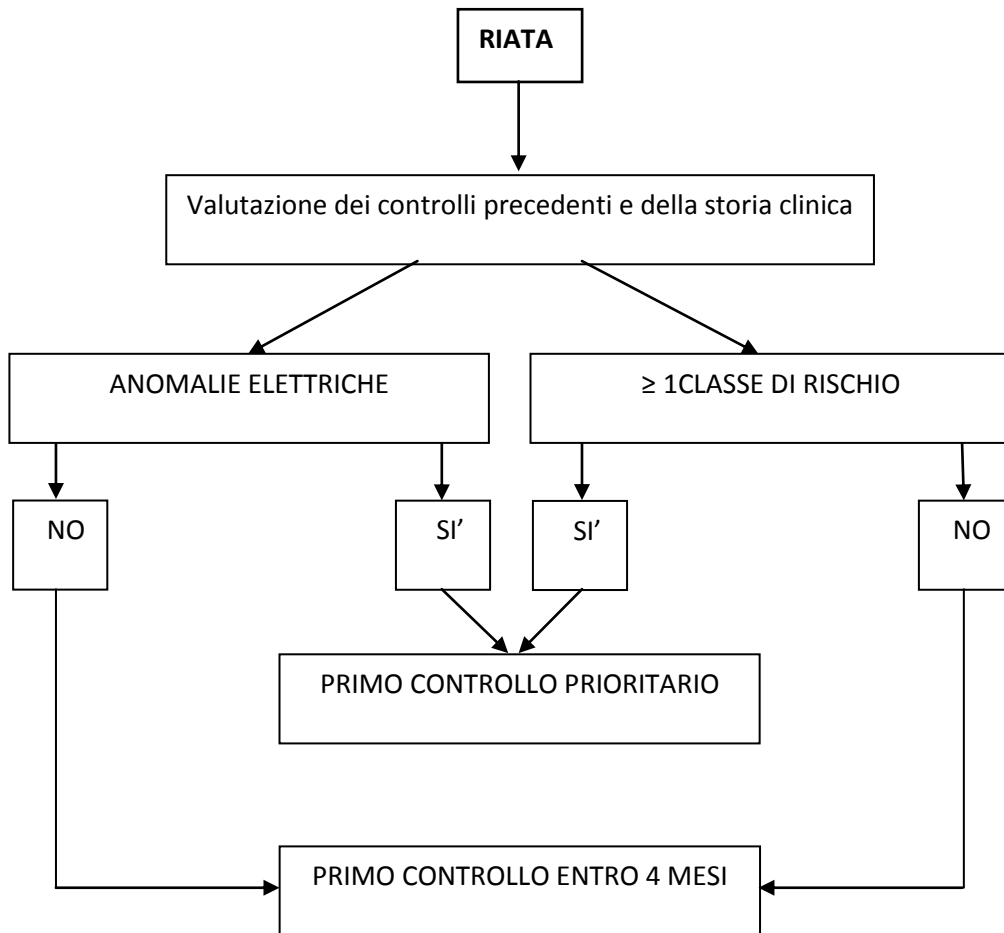 RIATA
Valutazione dei controlli precedenti e della storia clinica
ANOMALIE ELETTRICHE
≥ 1CLASSE DI RISCHIO
NO
SI’
SI’
NO
PRIMO CONTROLLO PRIORITARIO
PRIMO CONTROLLO ENTRO 4 MESI